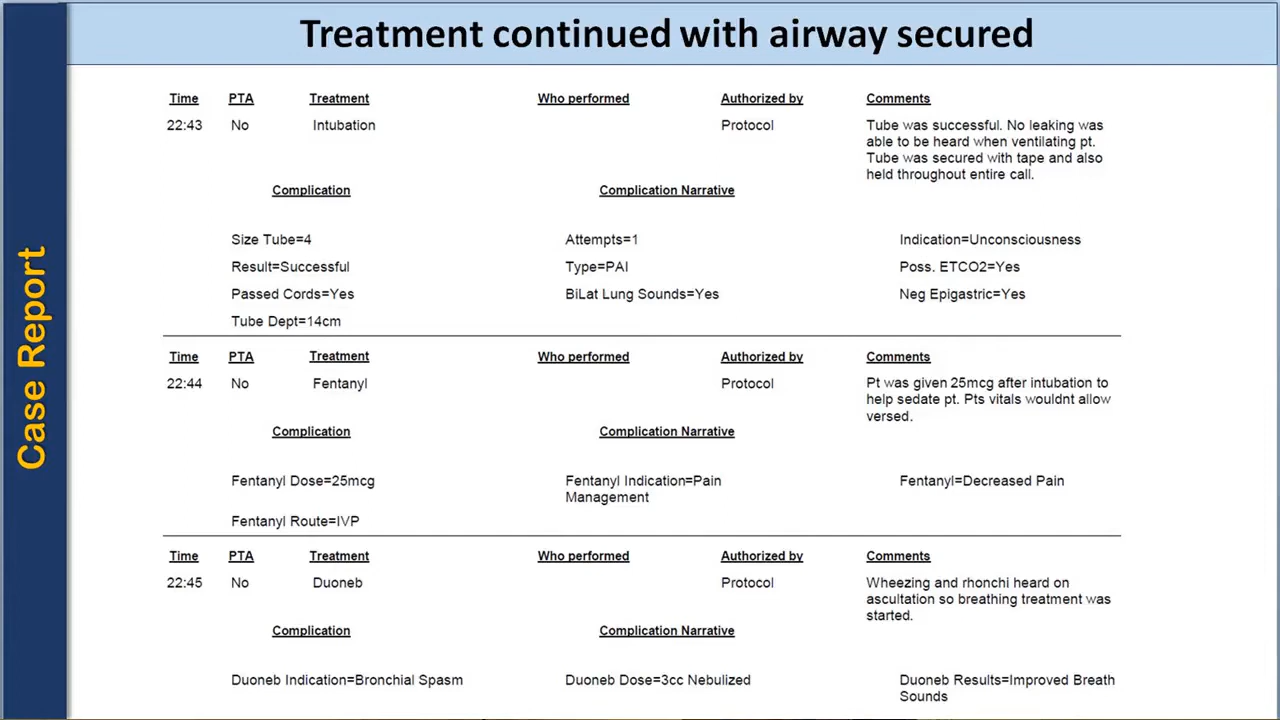 Treatment continued with airway secured
Case Report
Time PTA Treatment Who performed Authorized by Comments
22:43 No Intubation Protocol Tube was successful. No leaking was
able to be heard when ventilating pt.
Tube was secured with tape and also
held throughout entire call.
Complication Complication Narrative
Size Tube=4 Attempts=1 Indication=Unconsciousness
Result=Successful Type=PAI Poss. ETCO2=Yes
Passed Cords=Yes BiLat Lung Sounds=Yes Neg Epigastric=Yes
Tube Dept=14cm
Time PTA Treatment Who performed Authorized by Comments
22:44 No Fentanyl Protocol Pt was given 25mcg after intubation to
help sedate pt. Pts vitals wouldnt allow
versed.
Complication Complication Narrative
Fentanyl Dose=25mcg Fentanyl Indication=Pain Fentanyl=Decreased Pain
Management
Fentanyl Route=IVP
Time PTA Treatment Who performed Authorized by Comments
22:45 No Duoneb Protocol Wheezing and rhonchi heard on
ascultation so breathing treatment was
started.
Complication Complication Narrative
Duoneb Indication=Bronchial Spasm Duoneb Dose=3cc Nebulized Duoneb Results=Improved Breath
Sounds